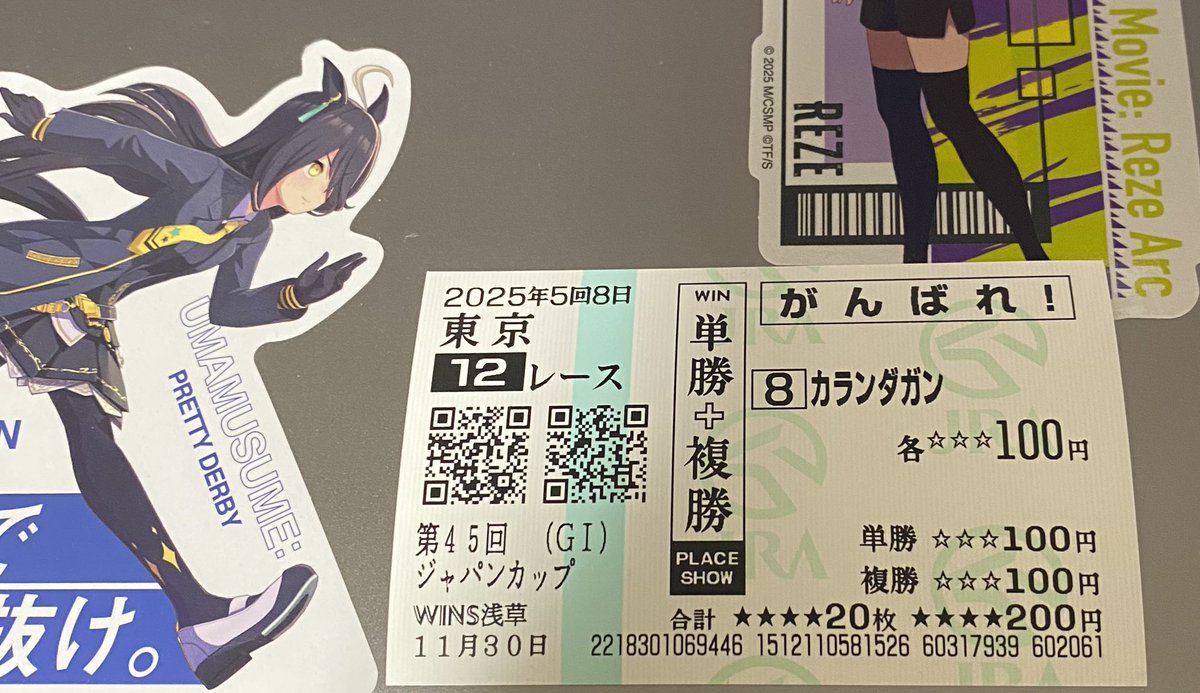 UMAMUSUME:
PRETTY DERBY
N
で
抜け。
© 2025 M/CSMP ©TF/S
REZE
Movie: Reze Arc
2025年5回8日
東京
12レース
第45回 (GI)
ジャパンカップ
WINS浅草
11月30日
WIN
単勝+複勝
PLACE
SHOW
がんばれ!
8 カランダガン
各☆☆☆100円
単勝 ☆☆☆100円
複勝 ☆☆☆100円
合計 ★★★★20枚 ★★★★200円
2218301069446 1512110581526 60317939 602061
JRA
JRA